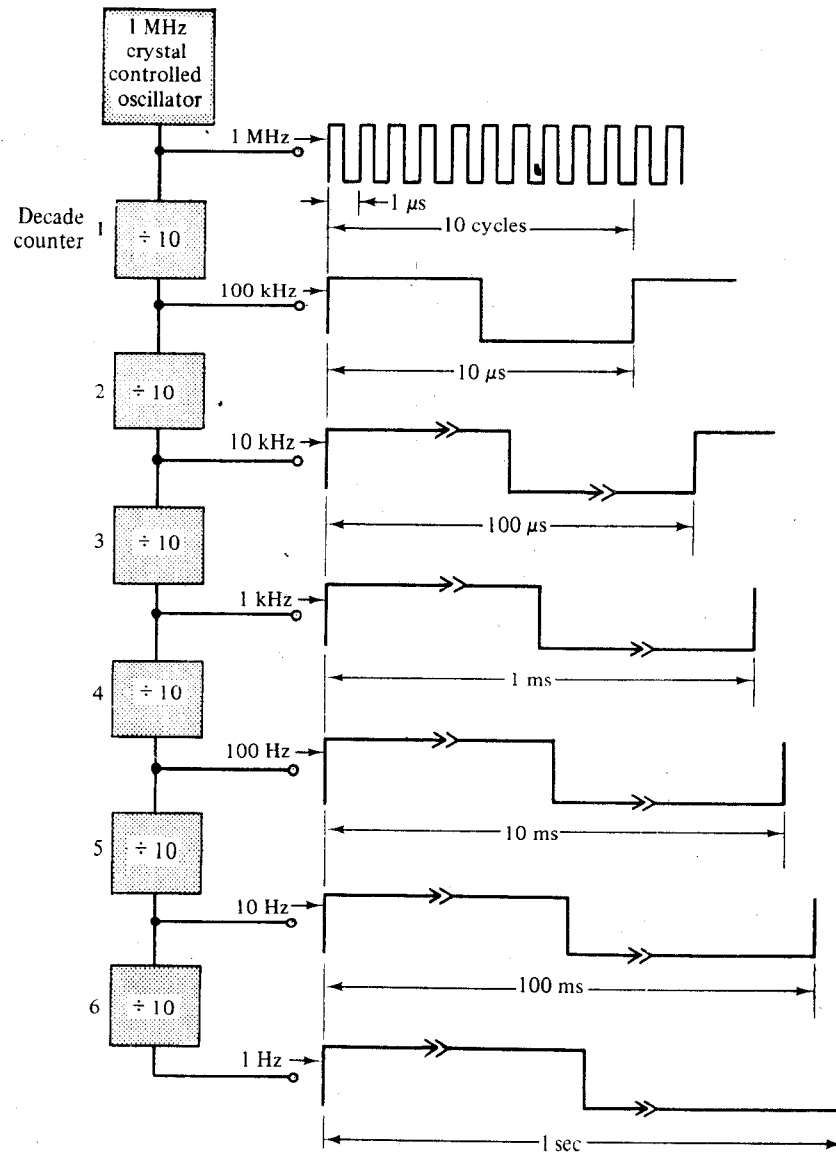 1 MHz
crystal
controlled
oscillator
1 MHz
1 μs
10 cycles
Decade
counter
1
÷ 10
100 kHz
10 μs
2
÷ 10
10 kHz
100 μs
3
÷ 10
1 kHz
1 ms
4
÷ 10
100 Hz
10 ms
5
÷ 10
10 Hz
100 ms
6
÷ 10
1 Hz
1 sec